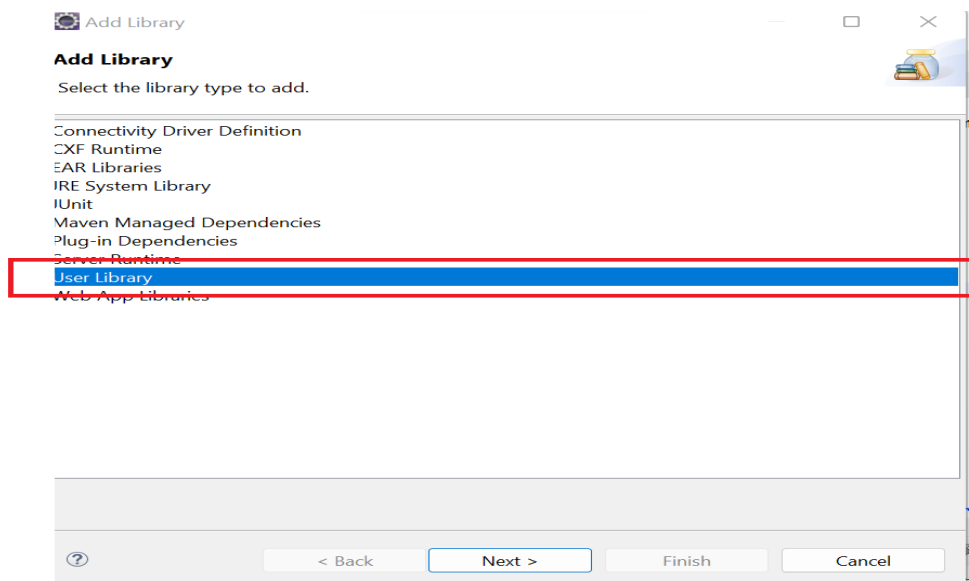 Add Library
Add Library
Select the library type to add.
Connectivity Driver Definition
CXF Runtime
EAR Libraries
JRE System Library
JUnit
Maven Managed Dependencies
Plug-in Dependencies
Server Runtime
User Library
Web App Libraries
?
< Back
Next >
Finish
Cancel